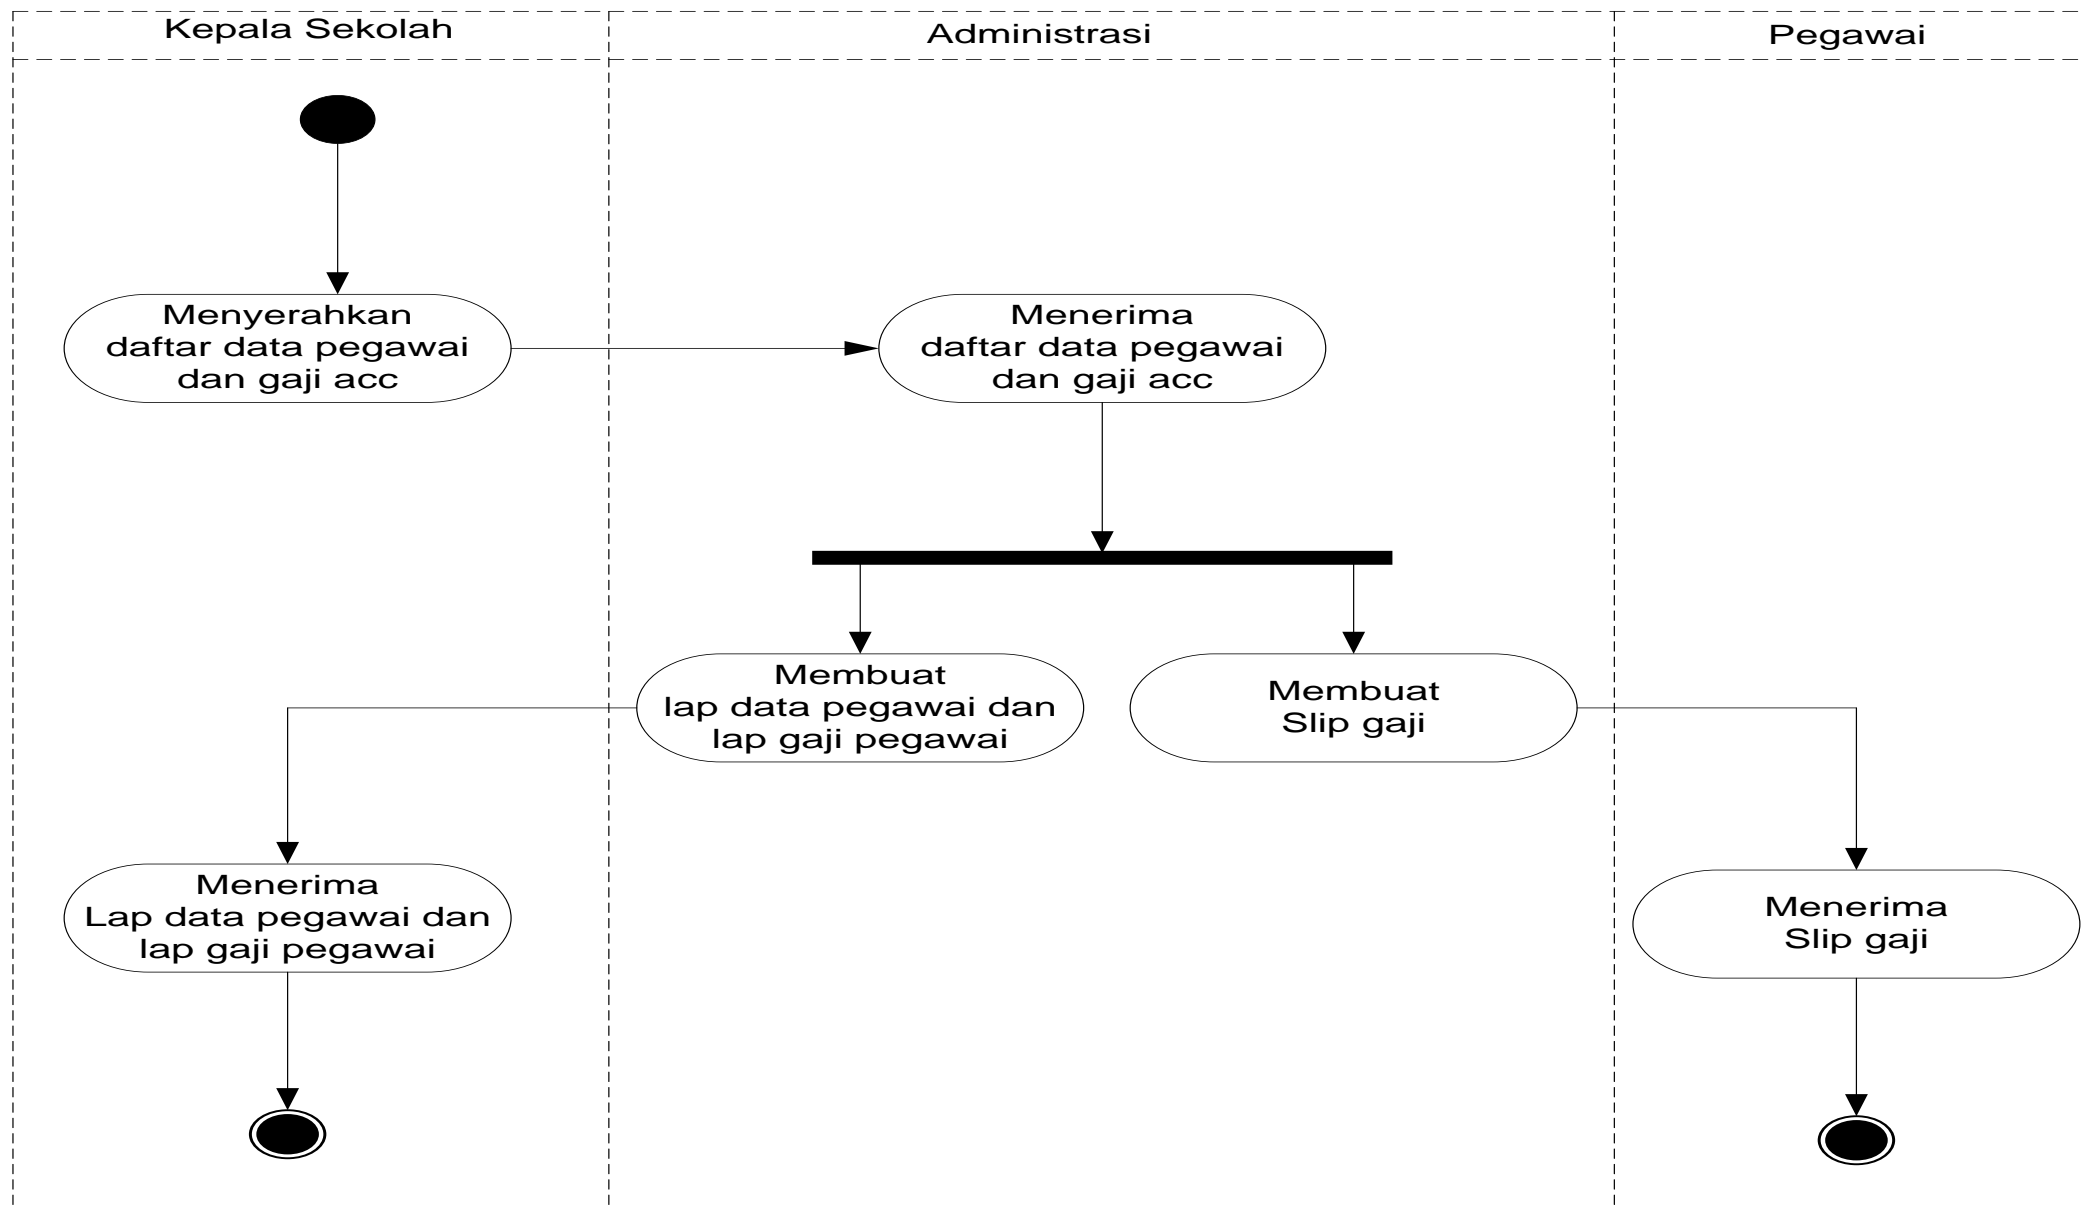 Kepala Sekolah
Administrasi
Pegawai
Menyerahkan
daftar data pegawai
dan gaji acc
Menerima
daftar data pegawai
dan gaji acc
Membuat
lap data pegawai dan
lap gaji pegawai
Membuat
Slip gaji
Menerima
Lap data pegawai dan
lap gaji pegawai
Menerima
Slip gaji